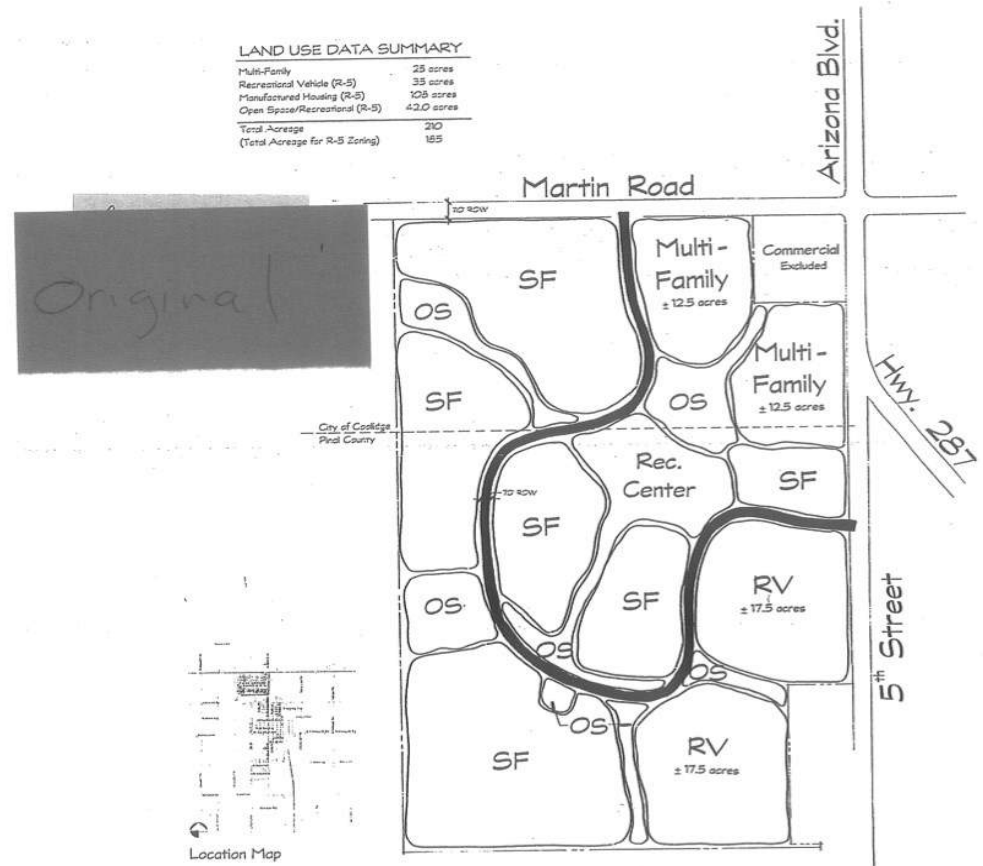 LAND USE DATA SUMMARY
Multi-Family 25 acres
Recreational Vehicle (R-5) 35 acres
Manufactured Housing (R-5) 108 acres
Open Space/Recreational (R-5) 42.0 acres
Total Acreage 210
(Total Acreage for R-5 Zoning) 185
Arizona Blvd.
Martin Road
70 ROW
Original
SF
Multi-
Family
± 12.5 acres
Commercial
Excluded
OS
SF
OS
Multi-
Family
± 12.5 acres
Hwy. 287
City of Coolidge
Pinal County
Rec.
Center
SF
70 ROW
SF
SF
RV
± 17.5 acres
OS
OS
OS
5th Street
OS
SF
RV
± 17.5 acres
Location Map